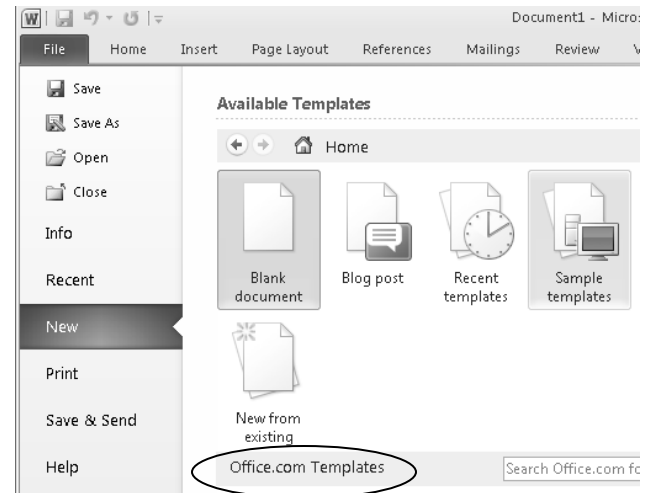 W
Document1 - Micro
File Home Insert Page Layout References Mailings Review
Save
Save As
Open
Close
Info
Recent
New
Print
Save & Send
Help
Available Templates
Home
Blank document
Blog post
Recent templates
Sample templates
New from existing
Office.com Templates
Search Office.com fo